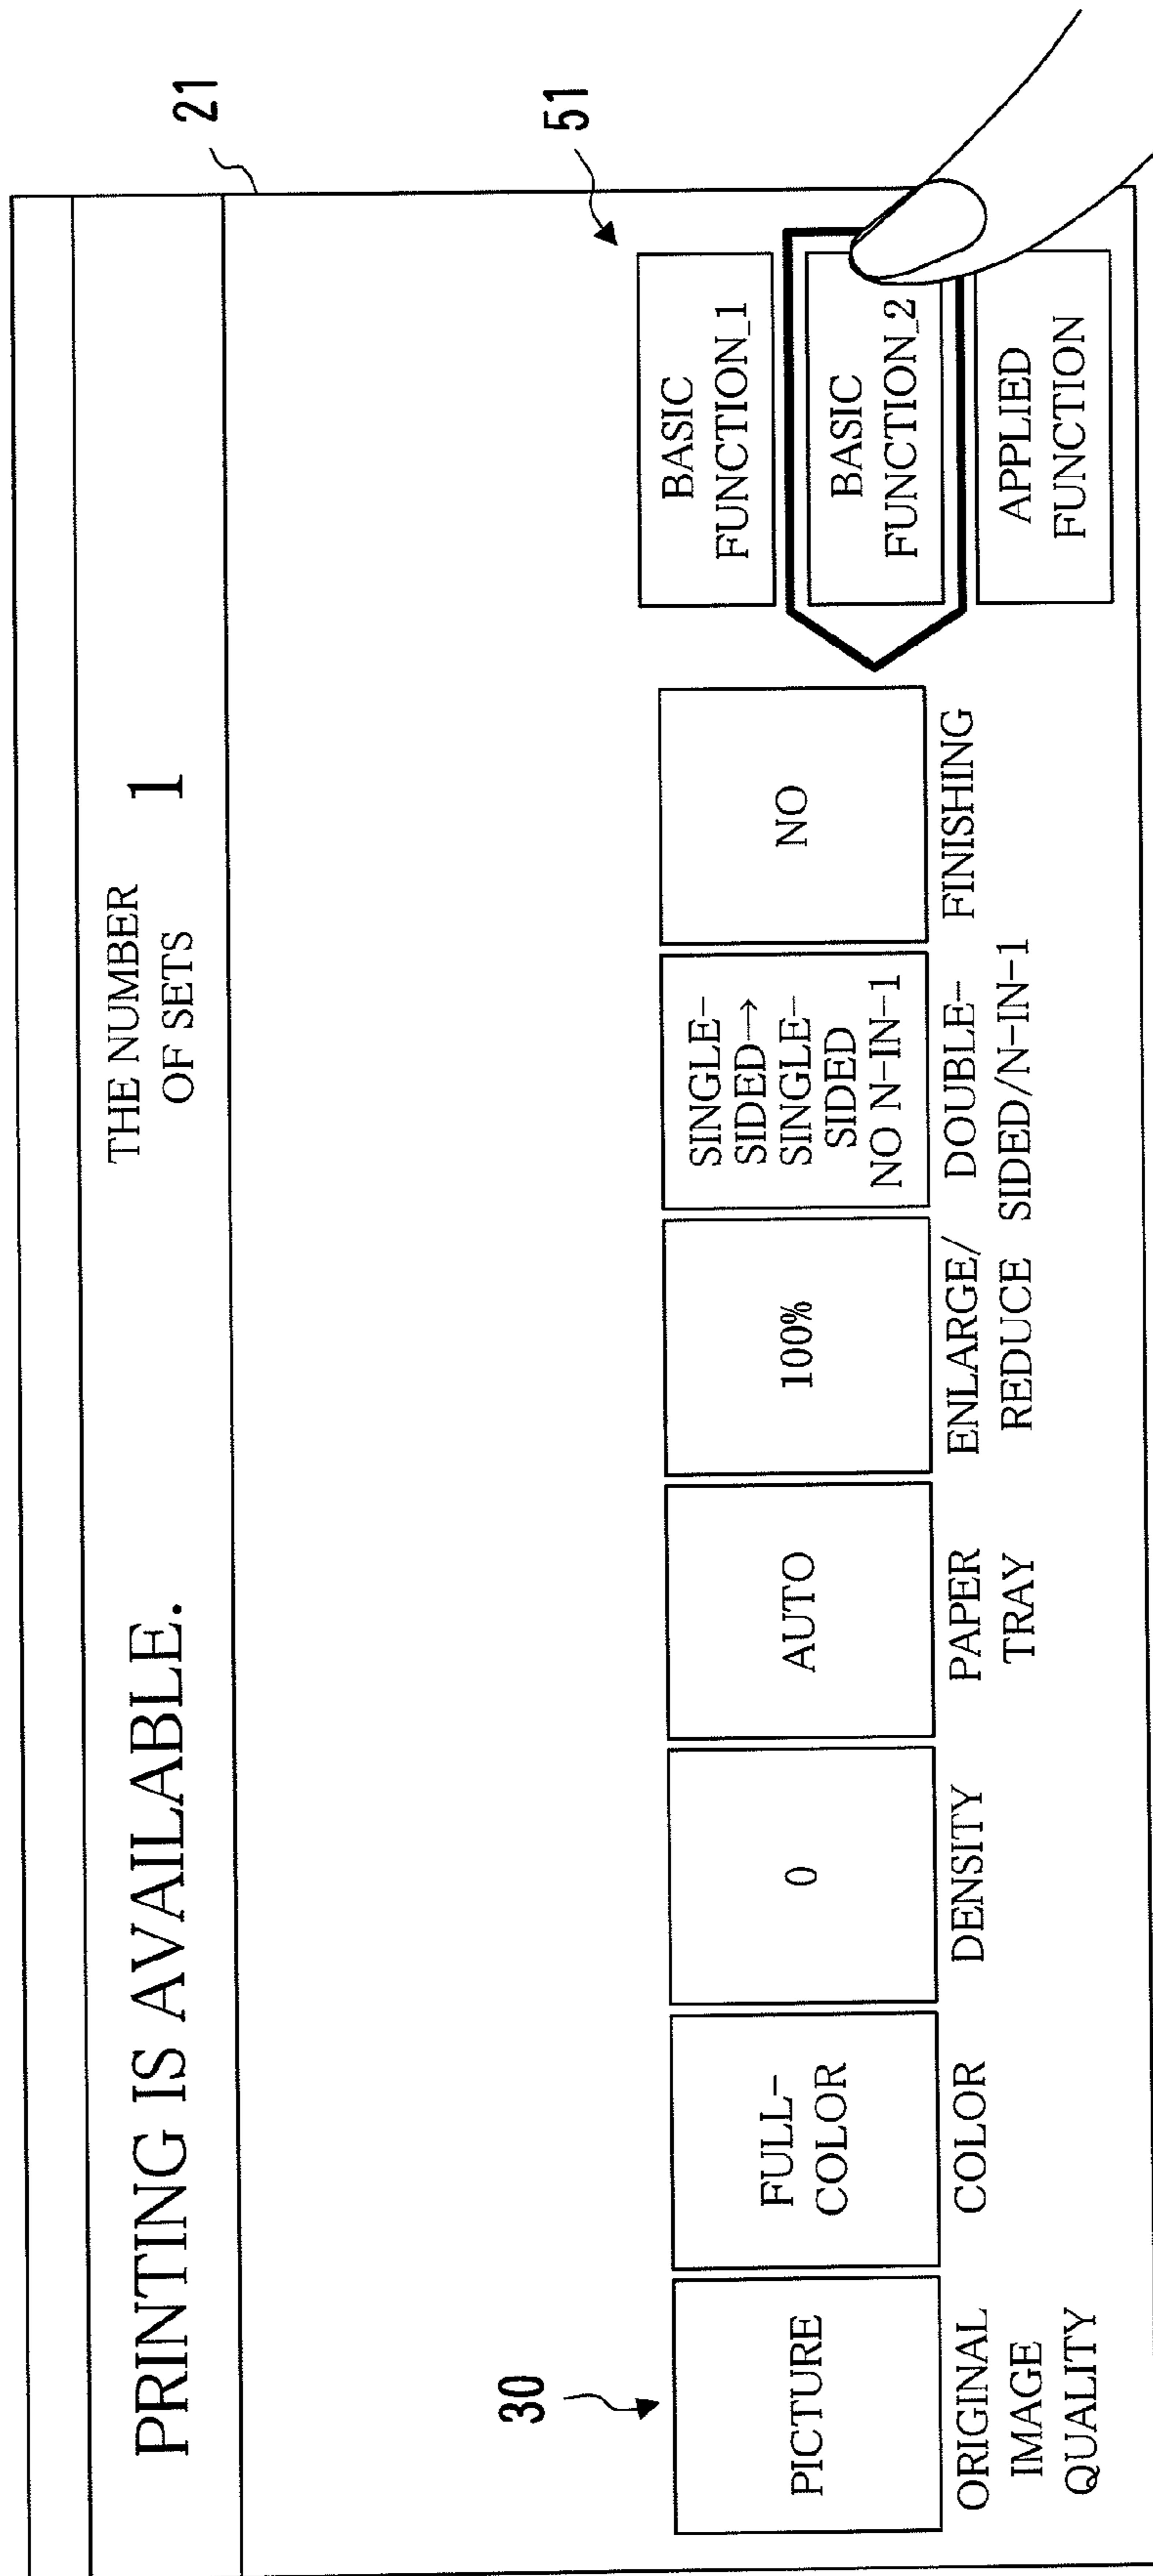 PRINTING IS AVAILABLE.
THE NUMBER
OF SETS
1
21
51
30
PICTURE
ORIGINAL
IMAGE
QUALITY
FULL-
COLOR
COLOR
0
DENSITY
AUTO
PAPER
TRAY
100%
ENLARGE/
REDUCE
SINGLE-
SIDED→
SINGLE-
SIDED
NO N-IN-1
DOUBLE-
SIDED/N-IN-1
NO
FINISHING
BASIC
FUNCTION_1
BASIC
FUNCTION_2
APPLIED
FUNCTION